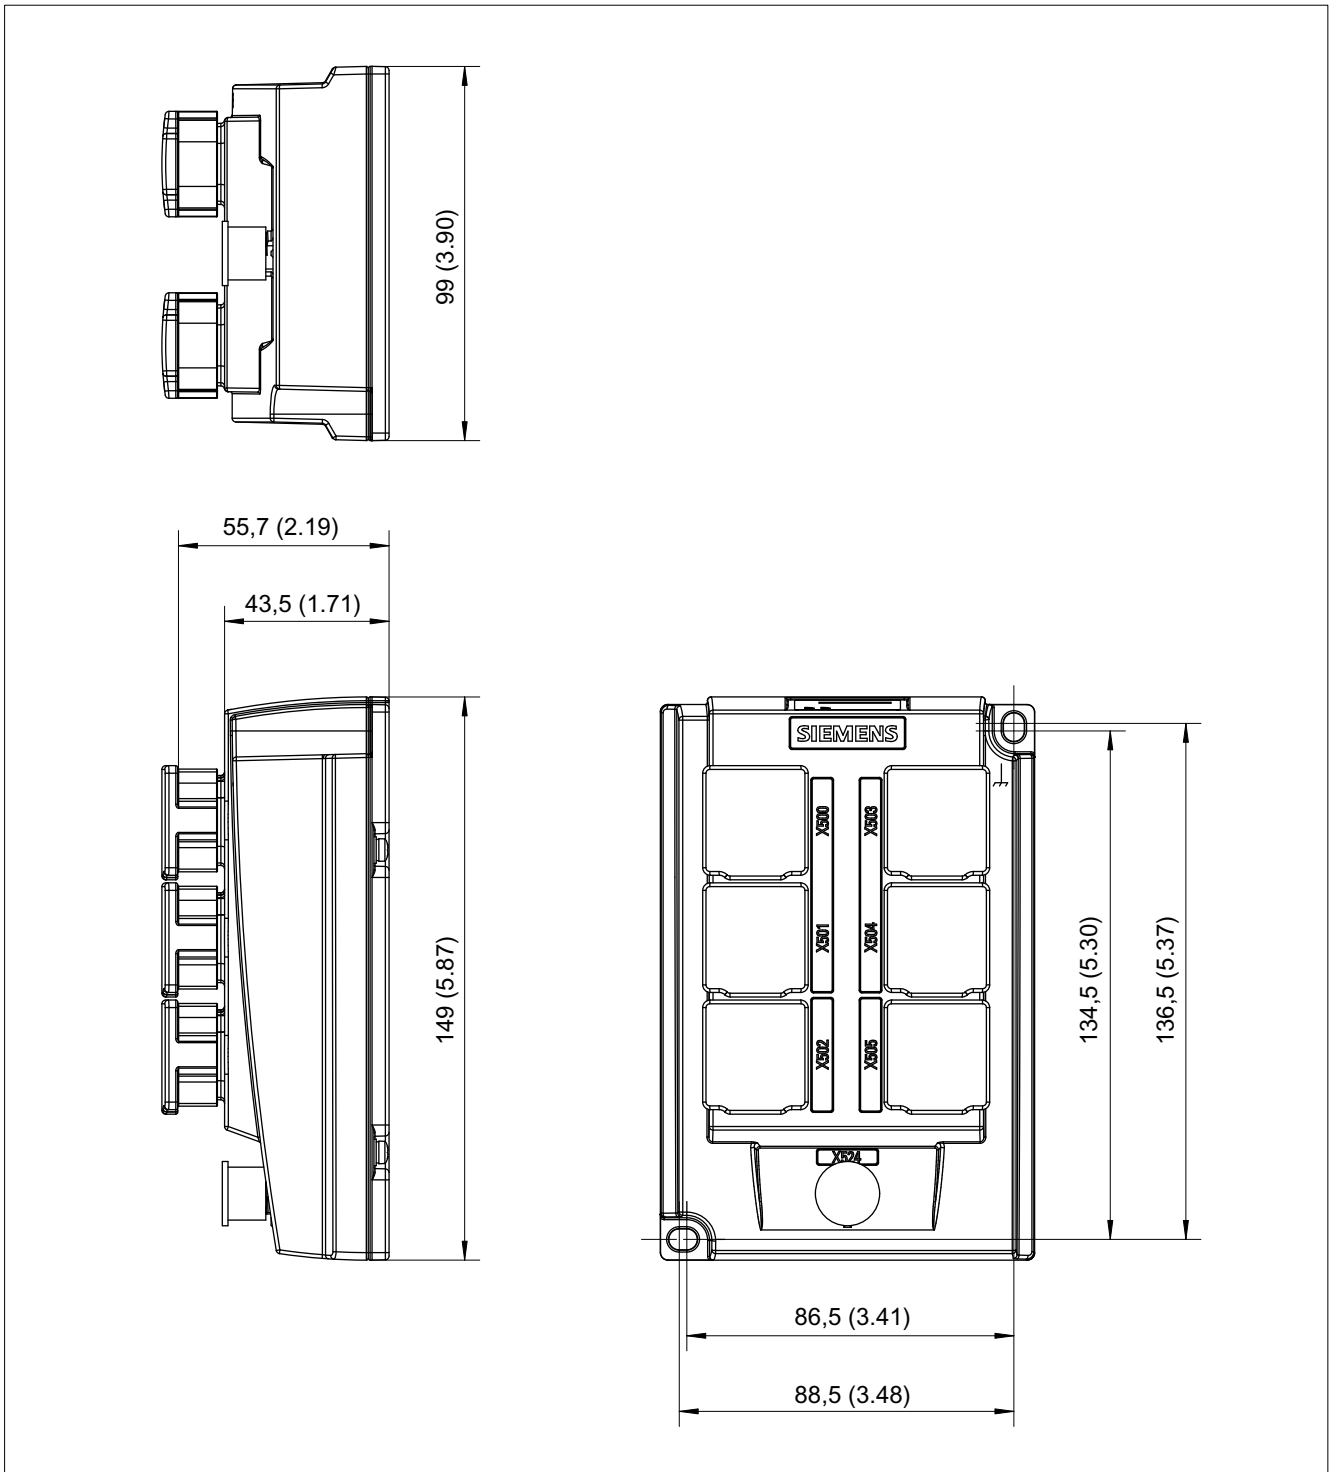 99 (3.90)
55,7 (2.19)
43,5 (1.71)
149 (5.87)
SIEMENS
X500
X503
X501
X504
X502
X505
X524
134,5 (5.30)
136,5 (5.37)
86,5 (3.41)
88,5 (3.48)